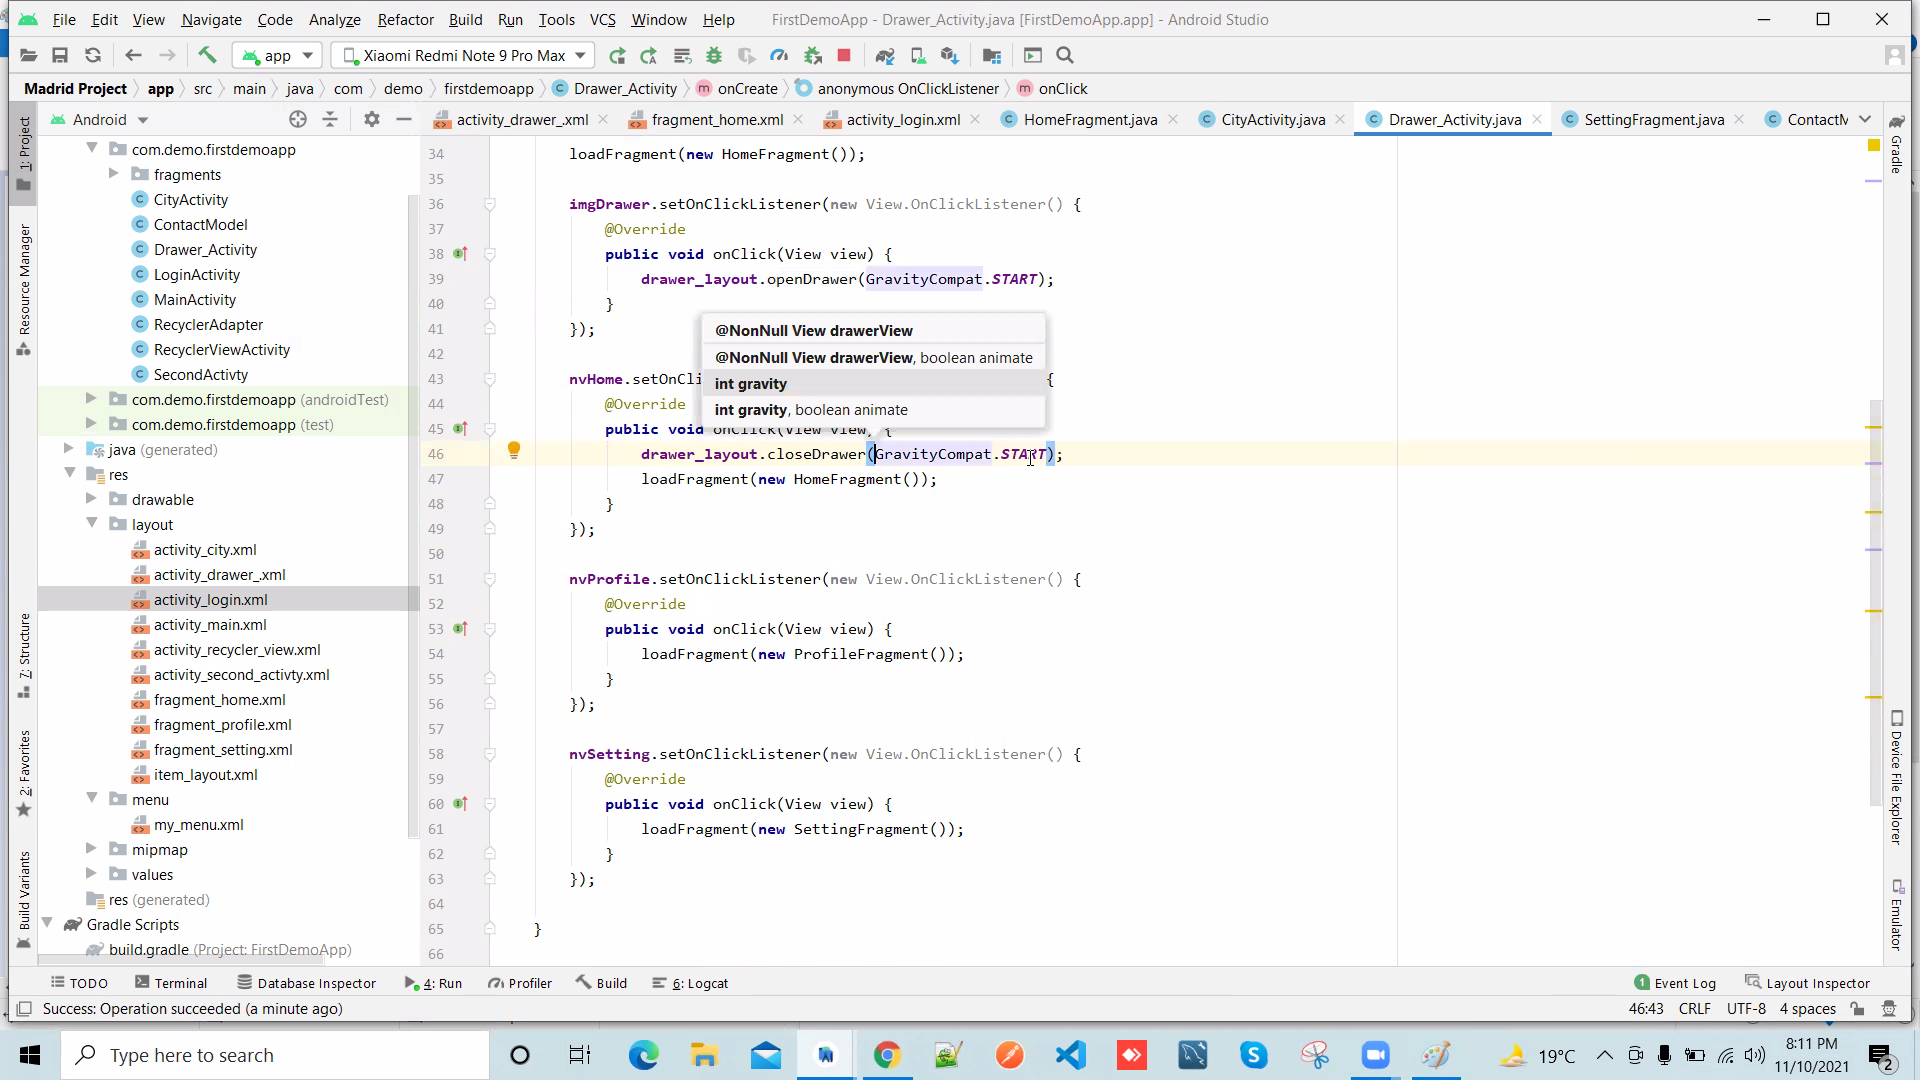 File Edit View Navigate Code Analyze Refactor Build Run Tools VCS Window Help FirstDemoApp - Drawer_Activity.java [FirstDemoApp.app] - Android Studio
app Xiaomi Redmi Note 9 Pro Max
Madrid Project app src main java com demo firstdemoapp Drawer_Activity onCreate anonymous OnClickListener onClick
Android
activity_drawer_.xml fragment_home.xml activity_login.xml HomeFragment.java CityActivity.java Drawer_Activity.java SettingFragment.java ContactM
1: Project
Resource Manager
7: Structure
2: Favorites
Build Variants
com.demo.firstdemoapp
fragments
CityActivity
ContactModel
Drawer_Activity
LoginActivity
MainActivity
RecyclerAdapter
RecyclerViewActivity
SecondActivty
com.demo.firstdemoapp (androidTest)
com.demo.firstdemoapp (test)
java (generated)
res
drawable
layout
activity_city.xml
activity_drawer_.xml
activity_login.xml
activity_main.xml
activity_recycler_view.xml
activity_second_activty.xml
fragment_home.xml
fragment_profile.xml
fragment_setting.xml
item_layout.xml
menu
my_menu.xml
mipmap
values
res (generated)
Gradle Scripts
build.gradle (Project: FirstDemoApp)
34 loadFragment(new HomeFragment());
35
36 imgDrawer.setOnClickListener(new View.OnClickListener() {
37 @Override
38 public void onClick(View view) {
39 drawer_layout.openDrawer(GravityCompat.START);
40 }
41 });
42
@NonNull View drawerView
@NonNull View drawerView, boolean animate
int gravity
int gravity, boolean animate
43 nvHome.setOnCli {
44 @Override
45 public void onClick(View view) {
46 drawer_layout.closeDrawer(GravityCompat.START);
47 loadFragment(new HomeFragment());
48 }
49 });
50
51 nvProfile.setOnClickListener(new View.OnClickListener() {
52 @Override
53 public void onClick(View view) {
54 loadFragment(new ProfileFragment());
55 }
56 });
57
58 nvSetting.setOnClickListener(new View.OnClickListener() {
59 @Override
60 public void onClick(View view) {
61 loadFragment(new SettingFragment());
62 }
63 });
64
65 }
66
Gradle
Device File Explorer
Emulator
TODO Terminal Database Inspector 4: Run Profiler Build 6: Logcat 1 Event Log Layout Inspector
Success: Operation succeeded (a minute ago) 46:43 CRLF UTF-8 4 spaces
Type here to search 19°C 8:11 PM
11/10/2021
2